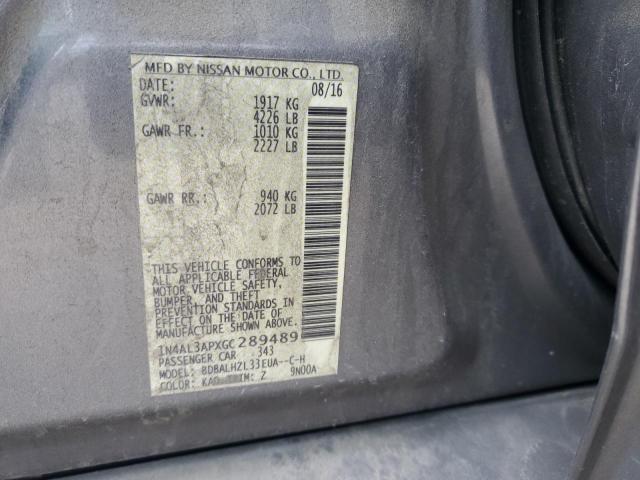 MFD BY NISSAN MOTOR CO., LTD.
DATE: 08/16
GVWR: 1917 KG
4226 LB
GAWR FR.: 1010 KG
2227 LB
GAWR RR.: 940 KG
2072 LB
THIS VEHICLE CONFORMS TO
ALL APPLICABLE FEDERAL
MOTOR VEHICLE SAFETY,
BUMPER, AND THEFT
PREVENTION STANDARDS IN
EFFECT ON THE DATE OF
MANUFACTURE SHOWN ABOVE.
1N4AL3APXGC289489
PASSENGER CAR 343
MODEL: BDBALHZL33EUA--C-H
COLOR: KAD TRIM: Z 9N00A